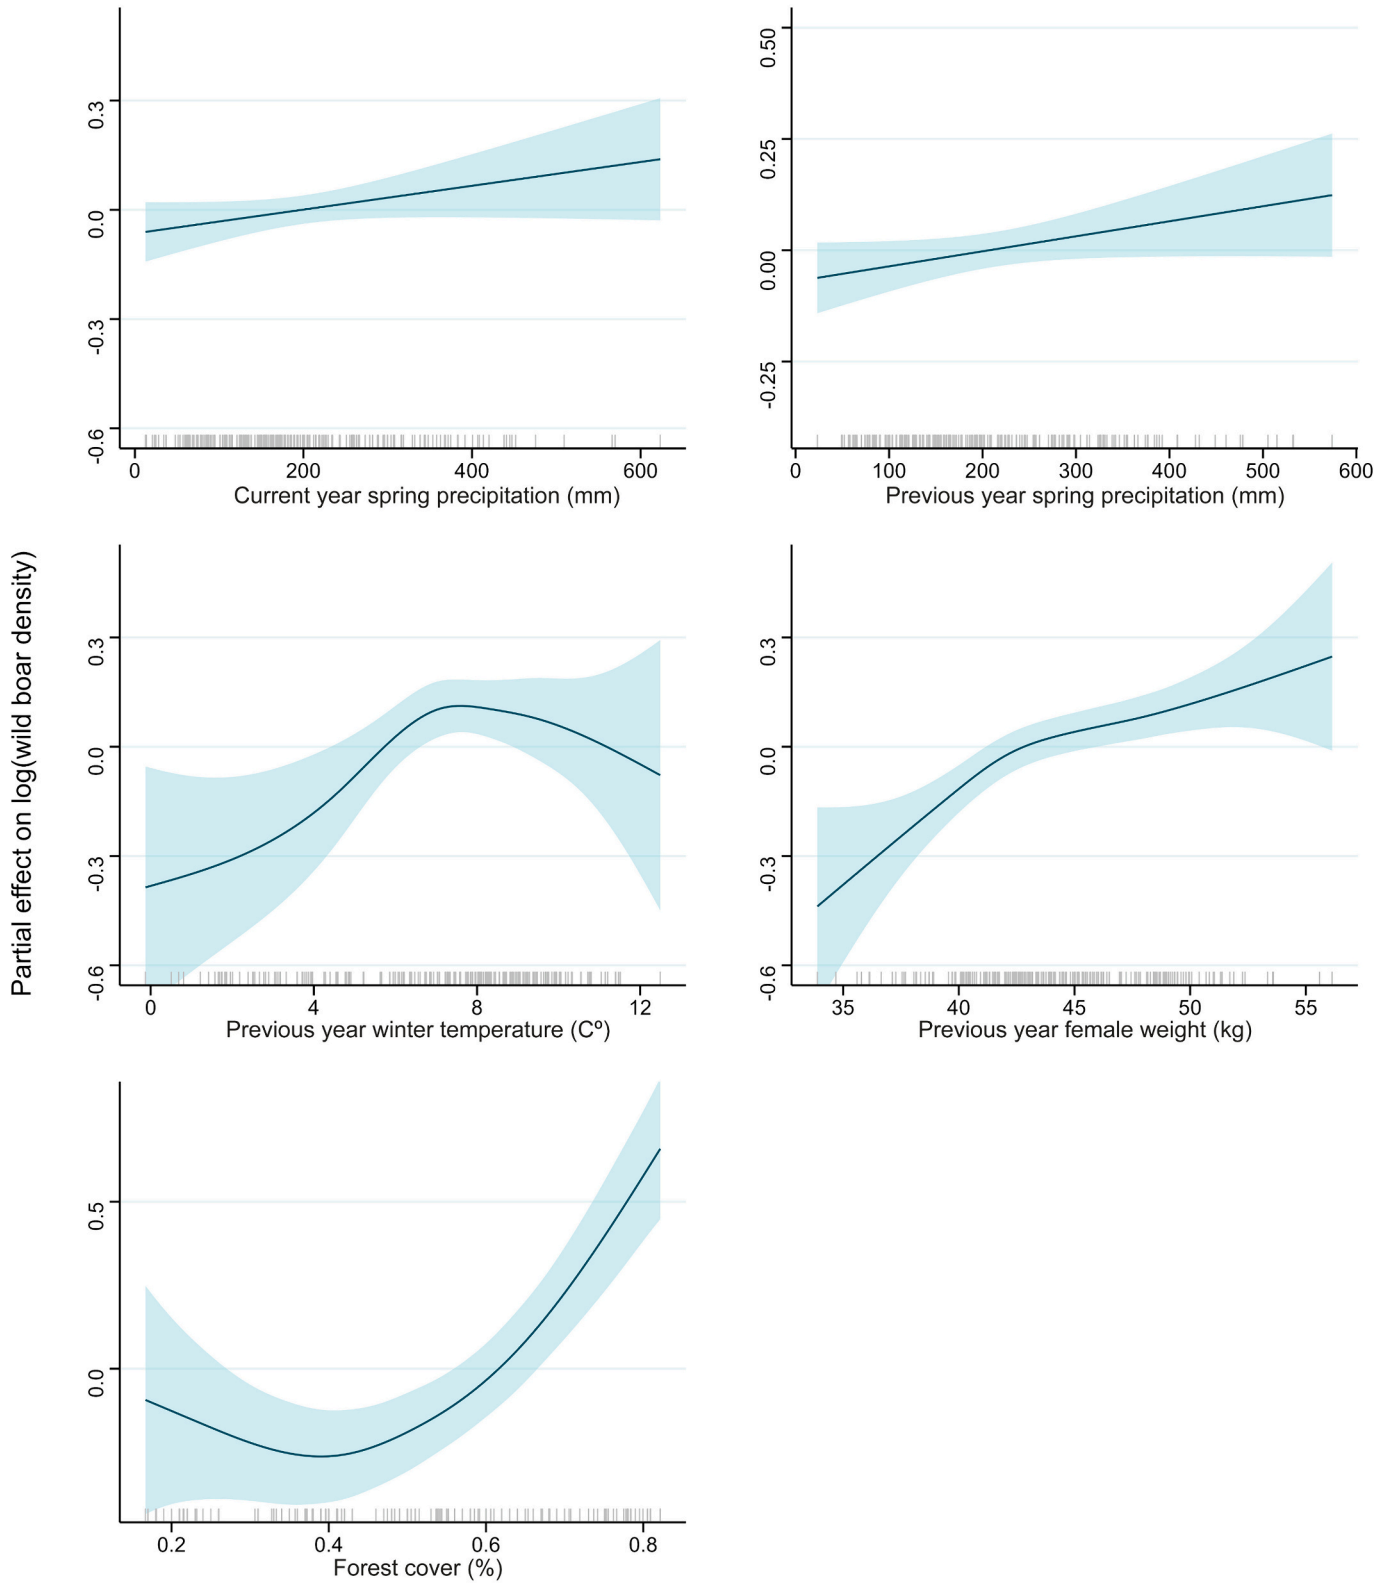 0.3
0.0
-0.3
-0.6
0 200 400 600
Current year spring precipitation (mm)
0.50
0.25
0.00
-0.25
0 100 200 300 400 500 600
Previous year spring precipitation (mm)
Partial effect on log(wild boar density)
0.3
0.0
-0.3
-0.6
0 4 8 12
Previous year winter temperature (Cº)
0.3
0.0
-0.3
-0.6
35 40 45 50 55
Previous year female weight (kg)
0.5
0.0
0.2 0.4 0.6 0.8
Forest cover (%)